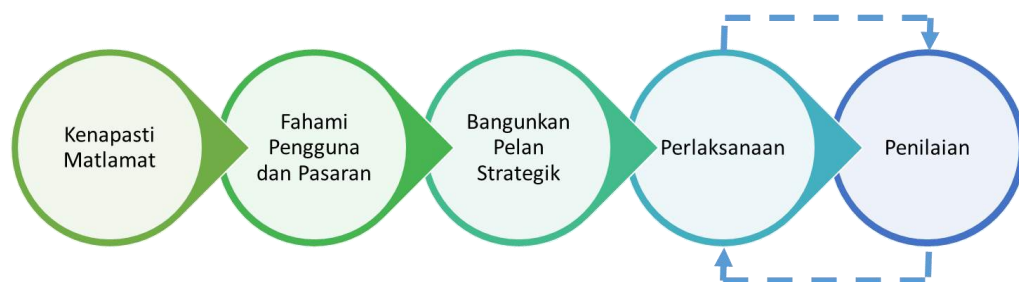 Kenapasti
Matlamat
Fahami
Pengguna
dan Pasaran
Bangunkan
Pelan
Strategik
Perlaksanaan
Penilaian